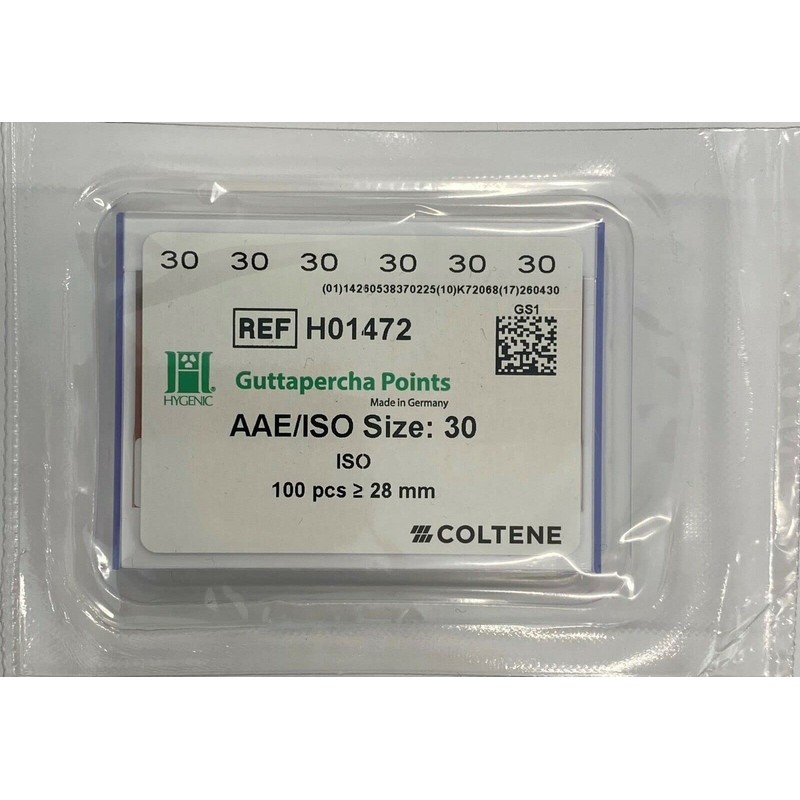 30 30 30 30 30 30
(01)14260538370225(10)K72068(17)260430
GS1
REF H01472
HYGENIC
Guttapercha Points
Made in Germany
AAE/ISO Size: 30
ISO
100 pcs ≥ 28 mm
COLTENE